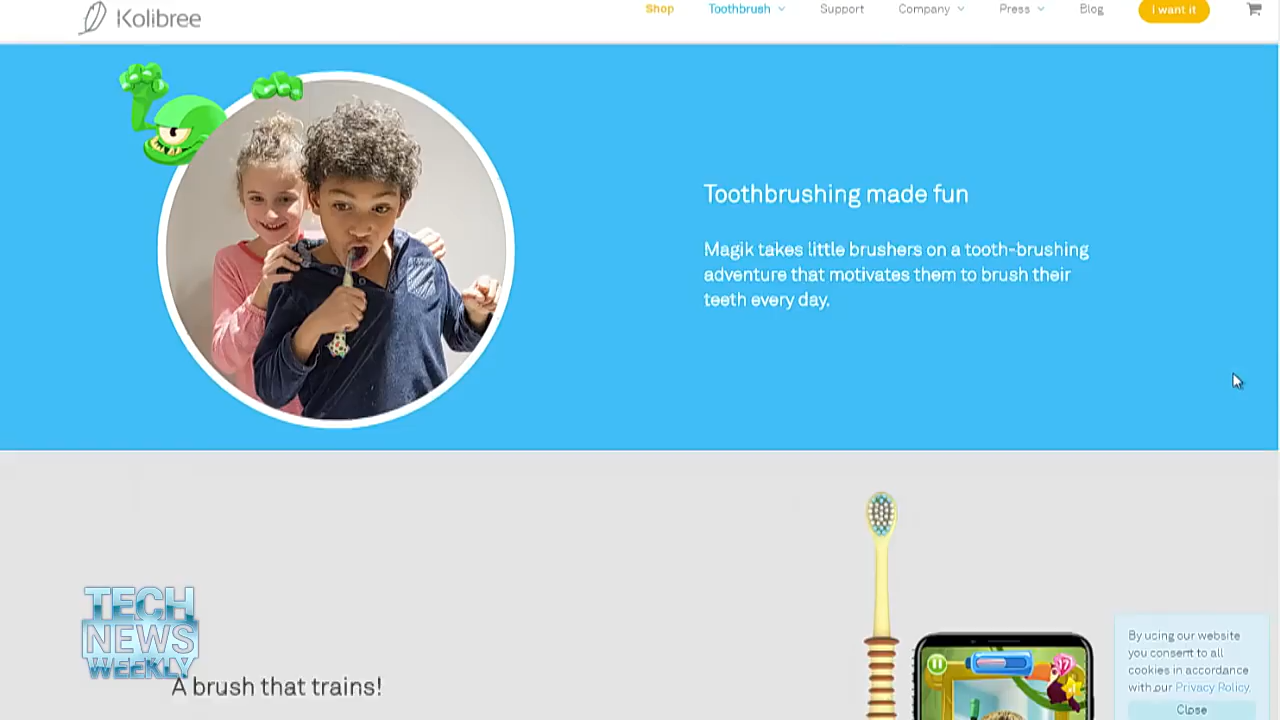 Kolibree
Shop
Toothbrush
Support
Company
Press
Blog
I want it
Toothbrushing made fun
Magik takes little brushers on a tooth-brushing
adventure that motivates them to brush their
teeth every day.
TECH
NEWS
WEEKLY
A brush that trains!
17
By using our website
you consent to all
cookies in accordance
with our Privacy Policy.
Close